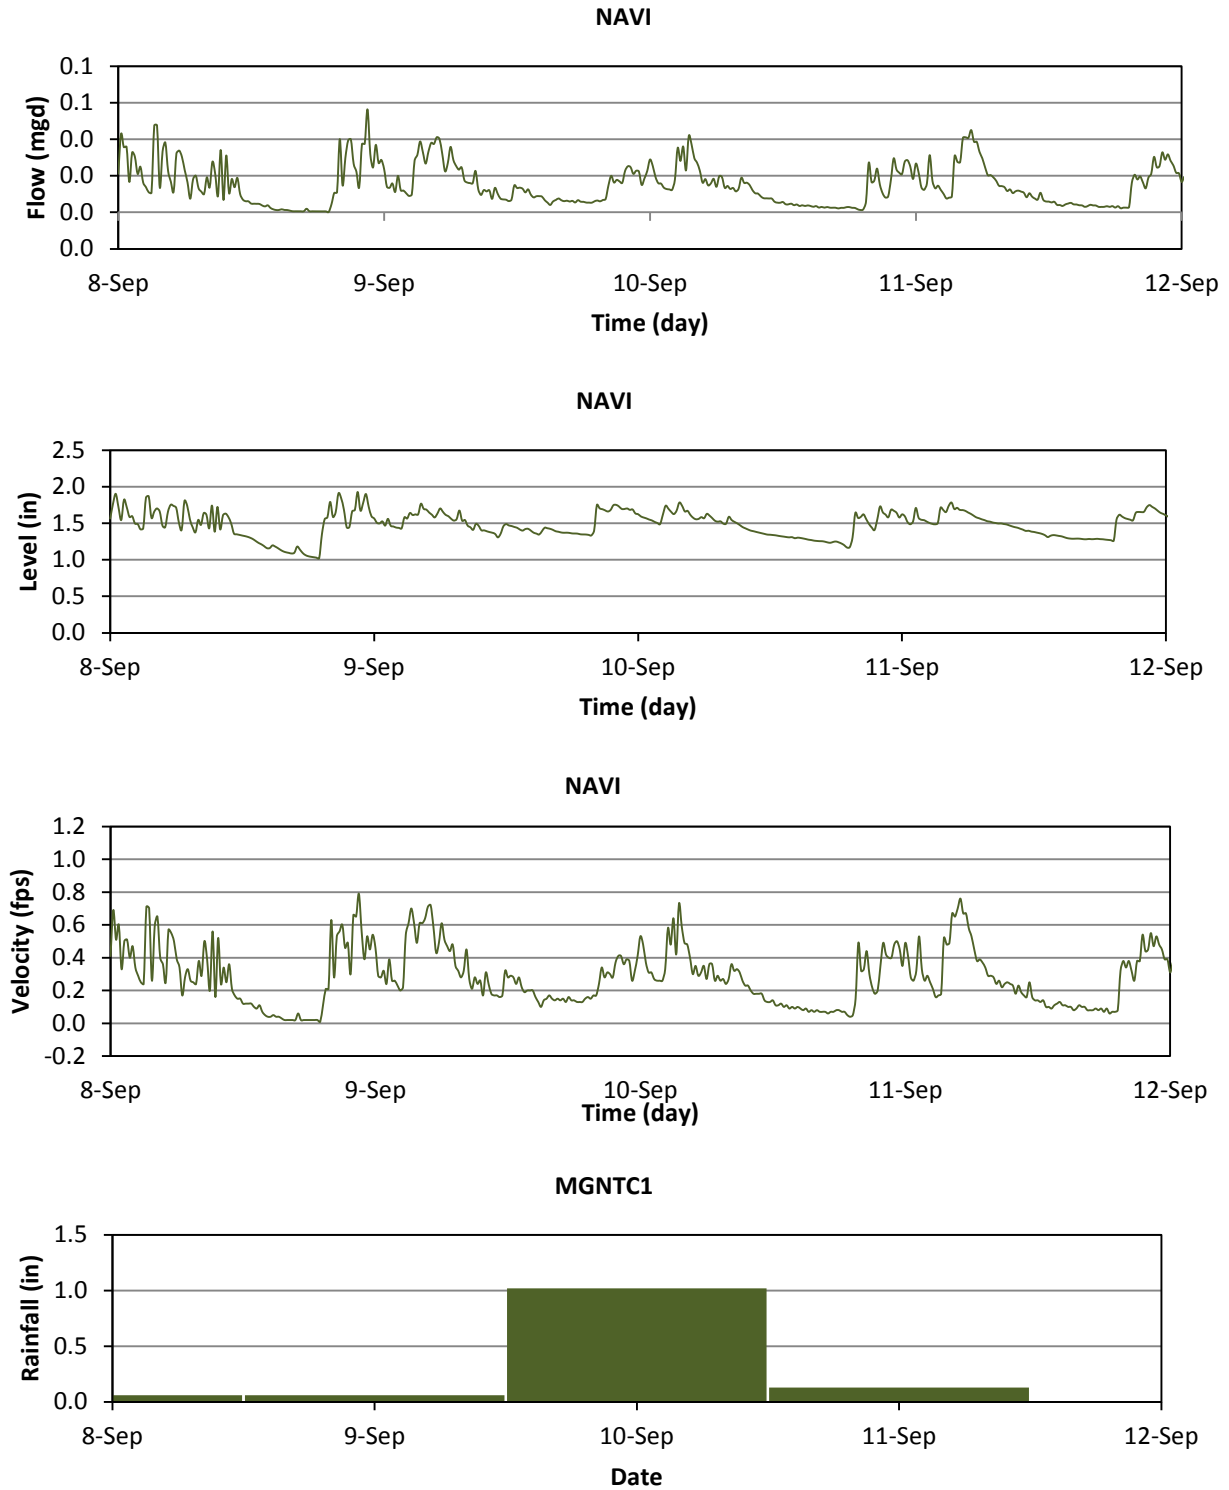 NAVI
0.1
0.1
0.0
0.0
0.0
0.0
Flow (mgd)
8-Sep 9-Sep 10-Sep 11-Sep 12-Sep
Time (day)
NAVI
2.5
2.0
1.5
1.0
0.5
0.0
Level (in)
8-Sep 9-Sep 10-Sep 11-Sep 12-Sep
Time (day)
NAVI
1.2
1.0
0.8
0.6
0.4
0.2
0.0
-0.2
Velocity (fps)
8-Sep 9-Sep 10-Sep 11-Sep 12-Sep
Time (day)
MGNTC1
1.5
1.0
0.5
0.0
Rainfall (in)
8-Sep 9-Sep 10-Sep 11-Sep 12-Sep
Date